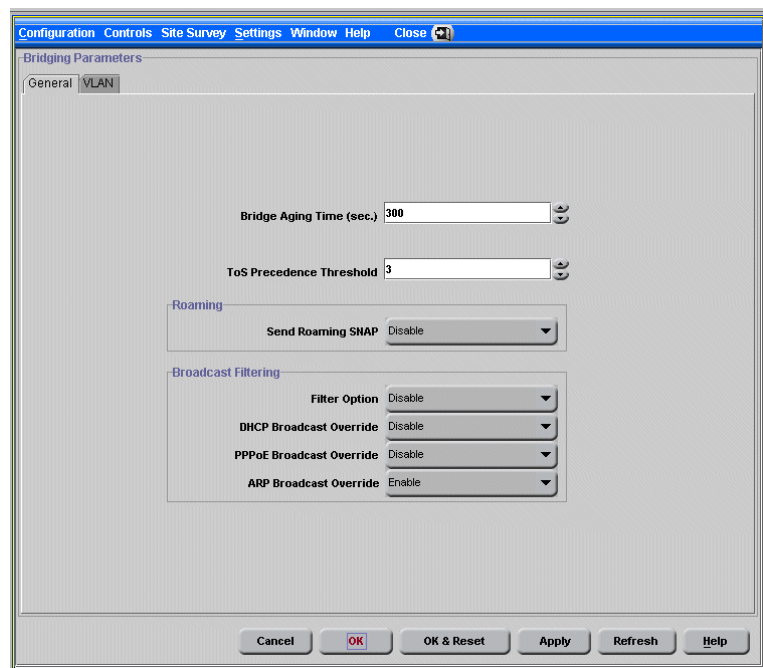 Configuration Controls Site Survey Settings Window Help Close
Bridging Parameters
General VLAN
Bridge Aging Time (sec.) 300
ToS Precedence Threshold 3
Roaming
Send Roaming SNAP Disable
Broadcast Filtering
Filter Option Disable
DHCP Broadcast Override Disable
PPPoE Broadcast Override Disable
ARP Broadcast Override Enable
Cancel OK OK & Reset Apply Refresh Help